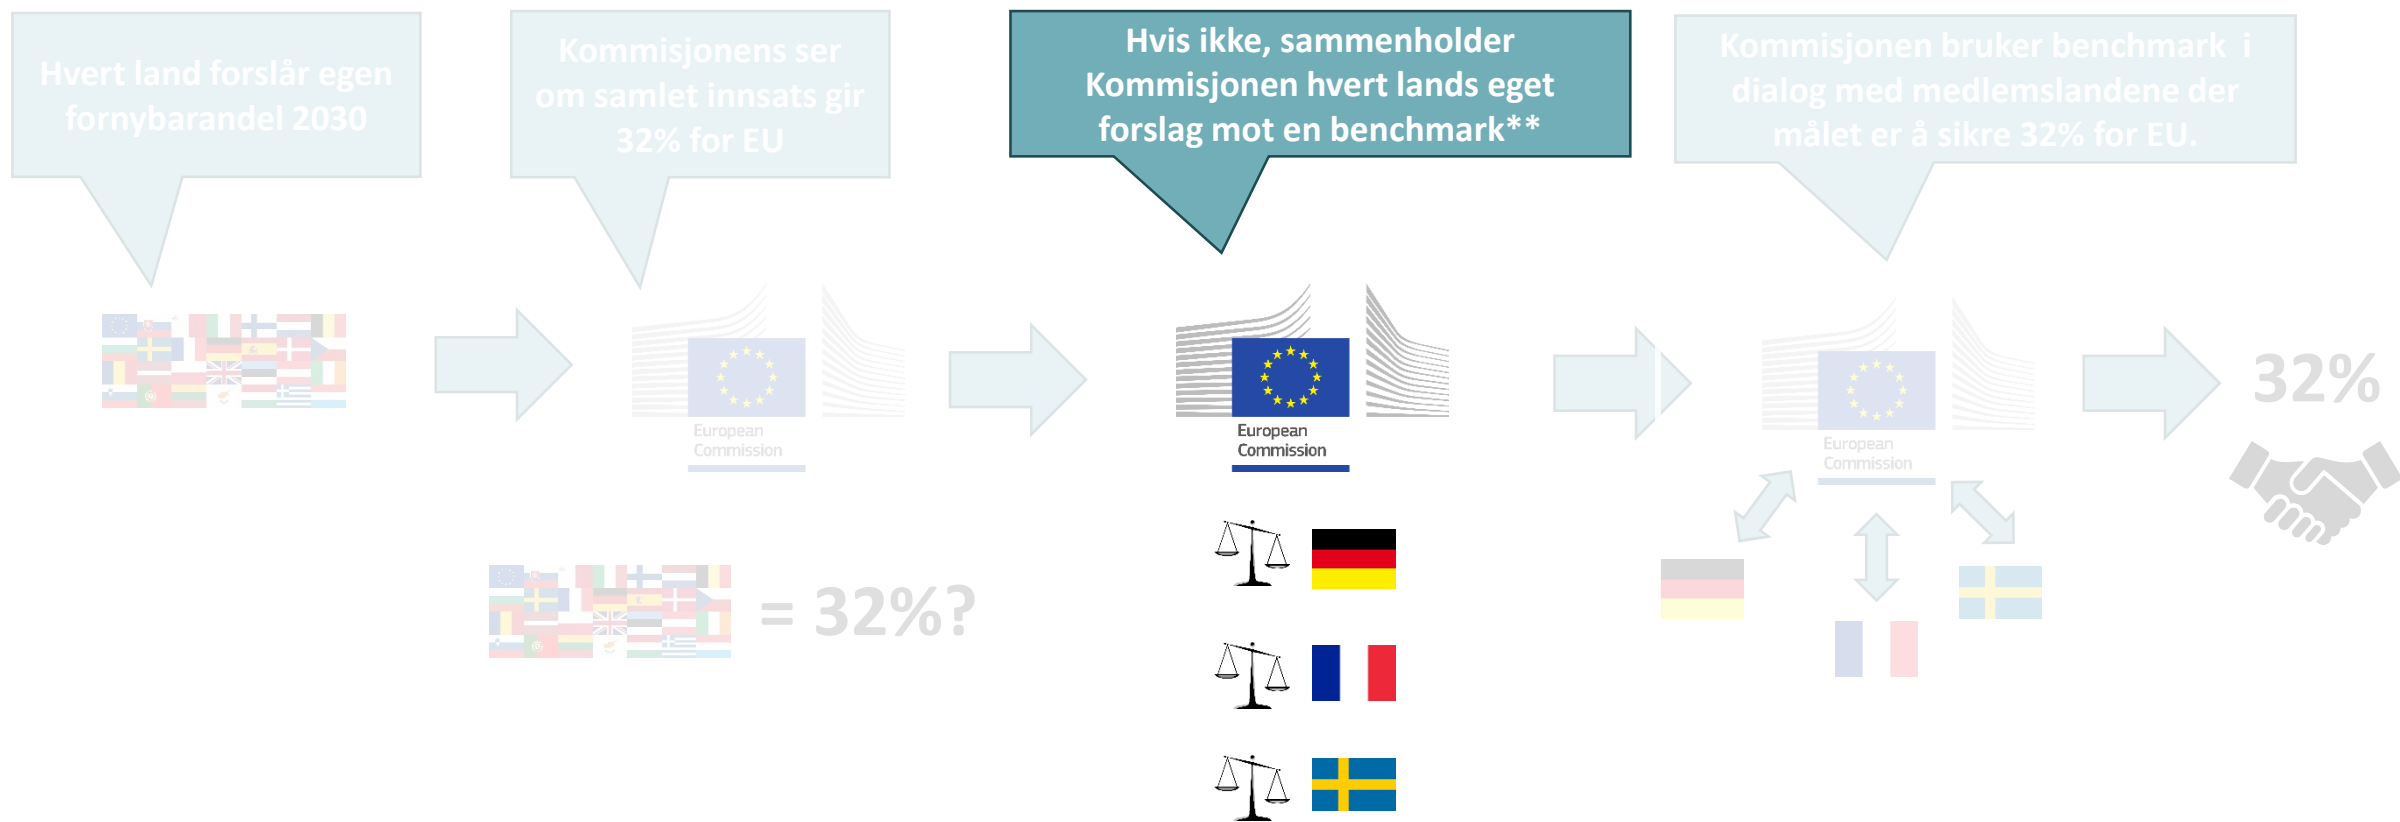 Hvert land forslår egen
fornybarandel 2030
Kommisjonens ser
om samlet innsats gir
32% for EU
Hvis ikke, sammenholder
Kommisjonen hvert lands eget
forslag mot en benchmark**
Kommisjonen bruker benchmark i
dialog med medlemslandene der
målet er å sikre 32% for EU.
European
Commission
European
Commission
European
Commission
32%
= 32%?